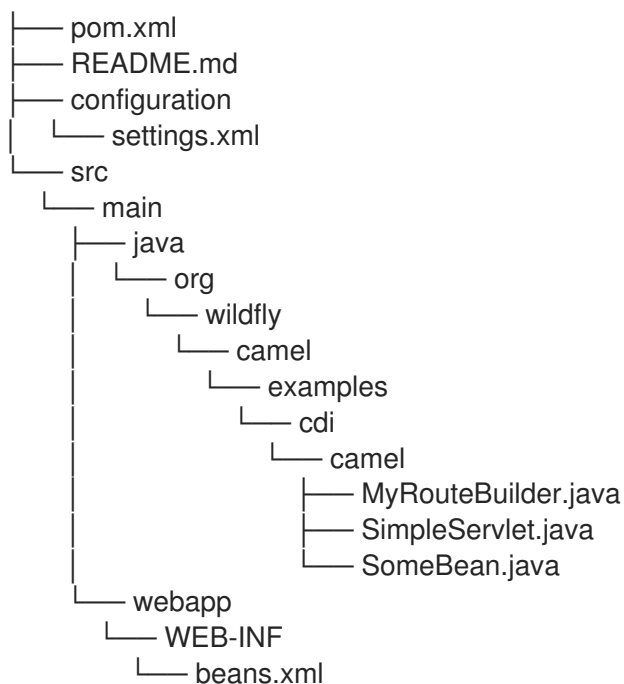 ├── pom.xml
├── README.md
├── configuration
│   └── settings.xml
└── src
    └── main
        ├── java
        │   └── org
        │       └── wildfly
        │           └── camel
        │               └── examples
        │                   └── cdi
        │                       └── camel
        │                           ├── MyRouteBuilder.java
        │                           ├── SimpleServlet.java
        │                           └── SomeBean.java
        └── webapp
            └── WEB-INF
                └── beans.xml